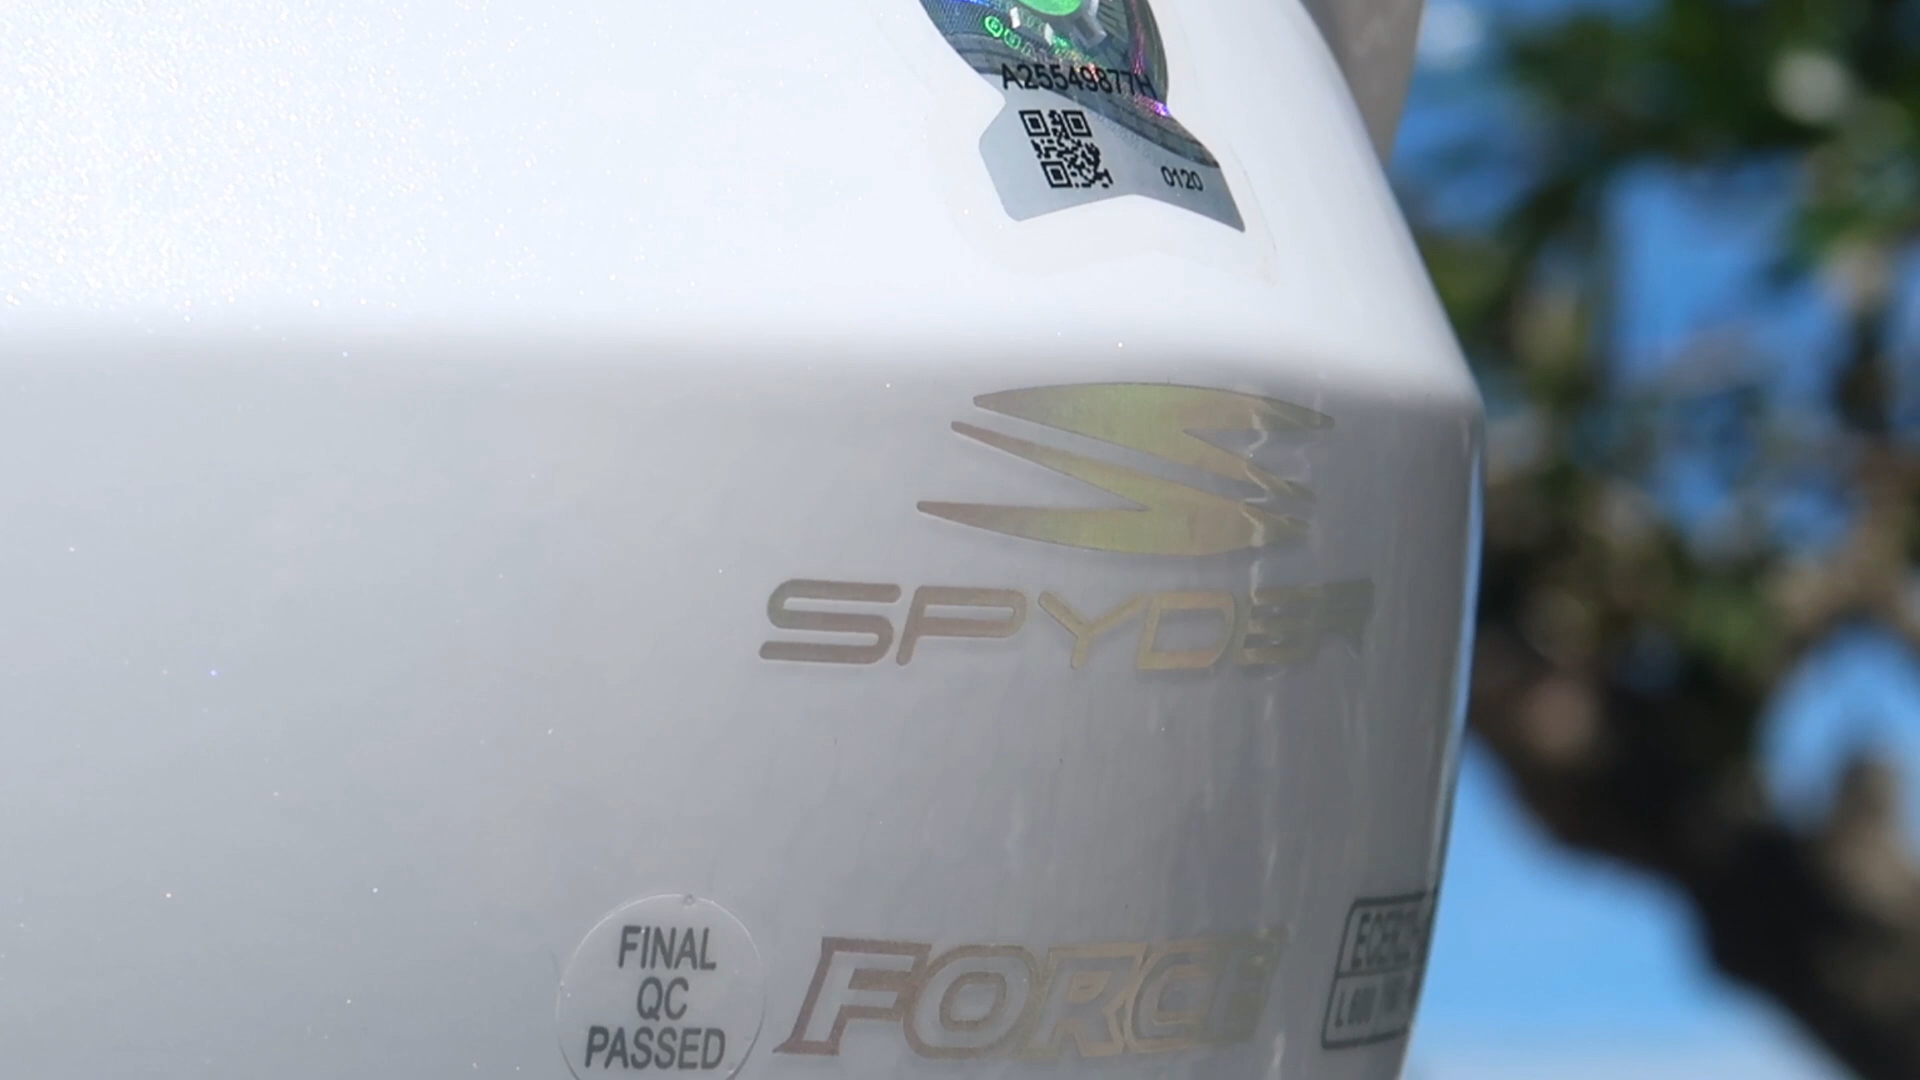 A25549877H
0120
SPYDER
FORCE
FINAL
QC
PASSED